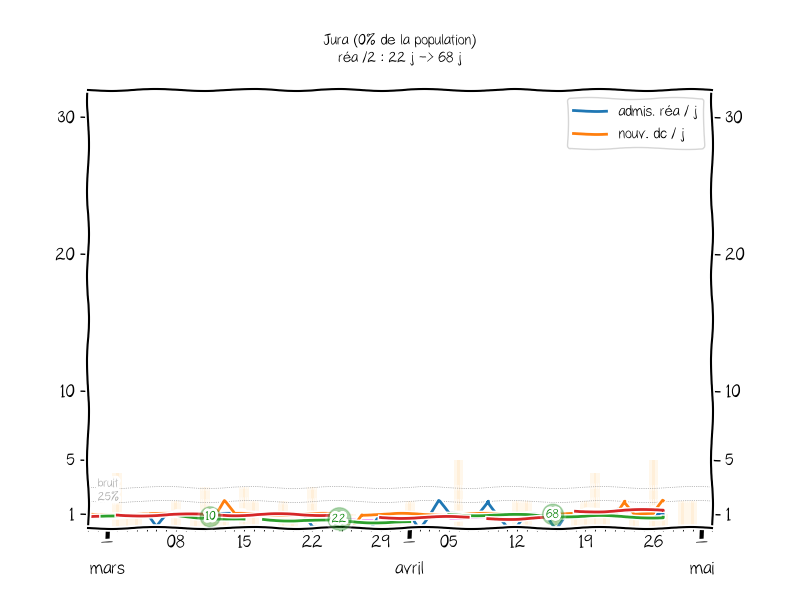 Jura (0% de la population)
réa /2 : 22 j -> 68 j
admis. réa / j
nouv. dc / j
30
30
20
20
10
10
5
5
bruit
25%
1
1
10
22
68
08
15
22
29
05
12
19
26
mars
avril
mai